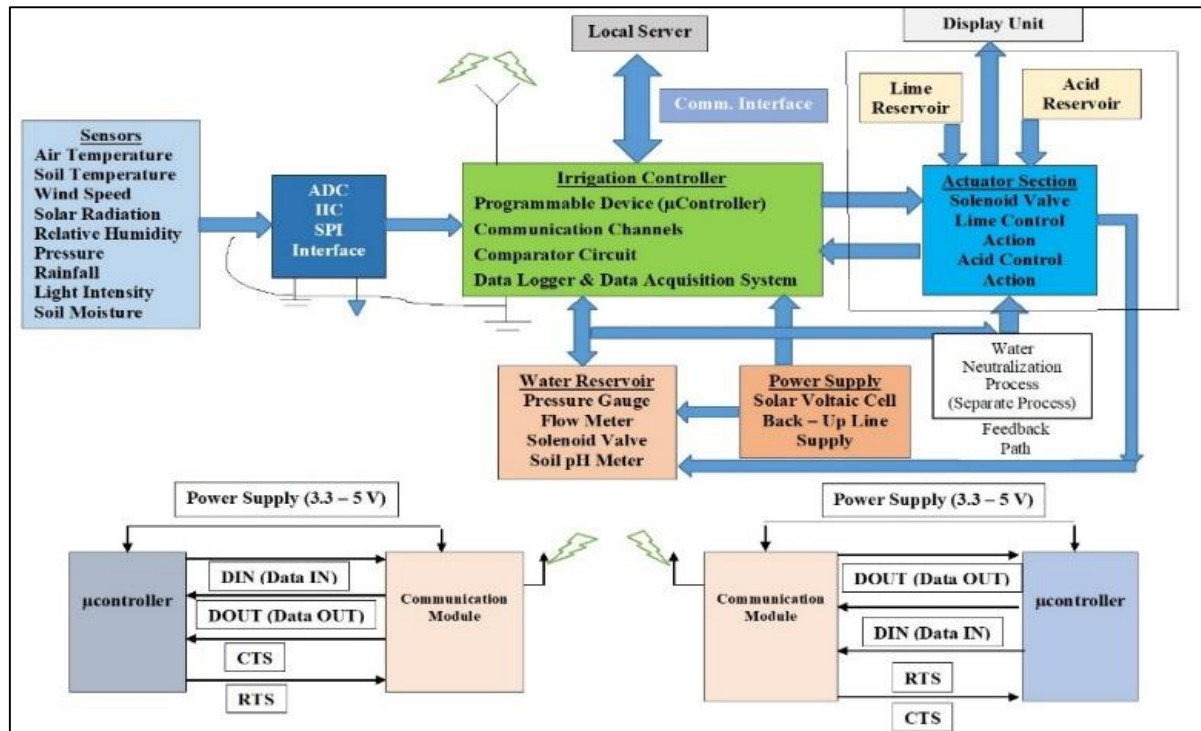 Local Server
Display Unit
Comm. Interface
Lime
Reservoir
Acid
Reservoir
Sensors
Air Temperature
Soil Temperature
Wind Speed
Solar Radiation
Relative Humidity
Pressure
Rainfall
Light Intensity
Soil Moisture
ADC
IIC
SPI
Interface
Irrigation Controller
Programmable Device (µController)
Communication Channels
Comparator Circuit
Data Logger & Data Acquisition System
Actuator Section
Solenoid Valve
Lime Control
Action
Acid Control
Action
Water Reservoir
Pressure Gauge
Flow Meter
Solenoid Valve
Soil pH Meter
Power Supply
Solar Voltaic Cell
Back – Up Line
Supply
Water
Neutralization
Process
(Separate Process)
Feedback
Path
Power Supply (3.3 – 5 V)
µcontroller
DIN (Data IN)
DOUT (Data OUT)
CTS
RTS
Communication
Module
Power Supply (3.3 – 5 V)
Communication
Module
DOUT (Data OUT)
DIN (Data IN)
RTS
CTS
µcontroller